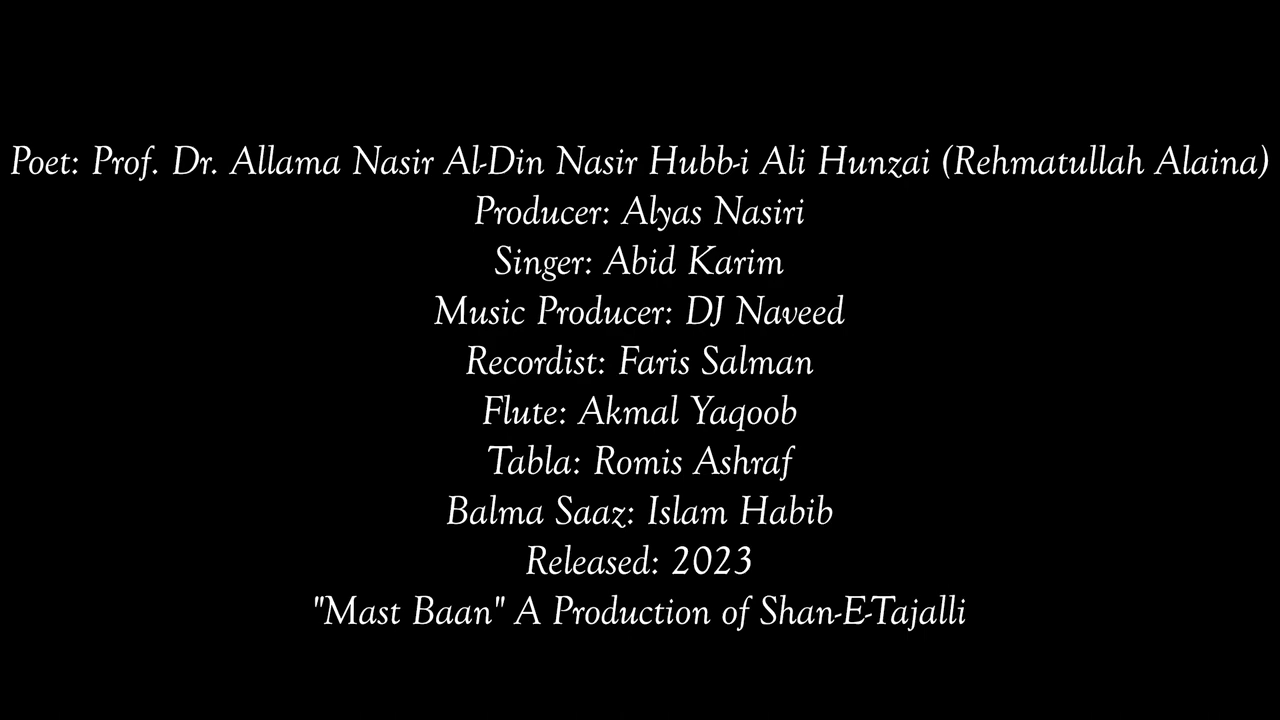 Poet: Prof. Dr. Allama Nasir Al-Din Nasir Hubb-i Ali Hunzai (Rehmatullah Alaina)
Producer: Alyas Nasiri
Singer: Abid Karim
Music Producer: DJ Naveed
Recordist: Faris Salman
Flute: Akmal Yaqoob
Tabla: Romis Ashraf
Balma Saaz: Islam Habib
Released: 2023
"Mast Baan" A Production of Shan-E-Tajalli